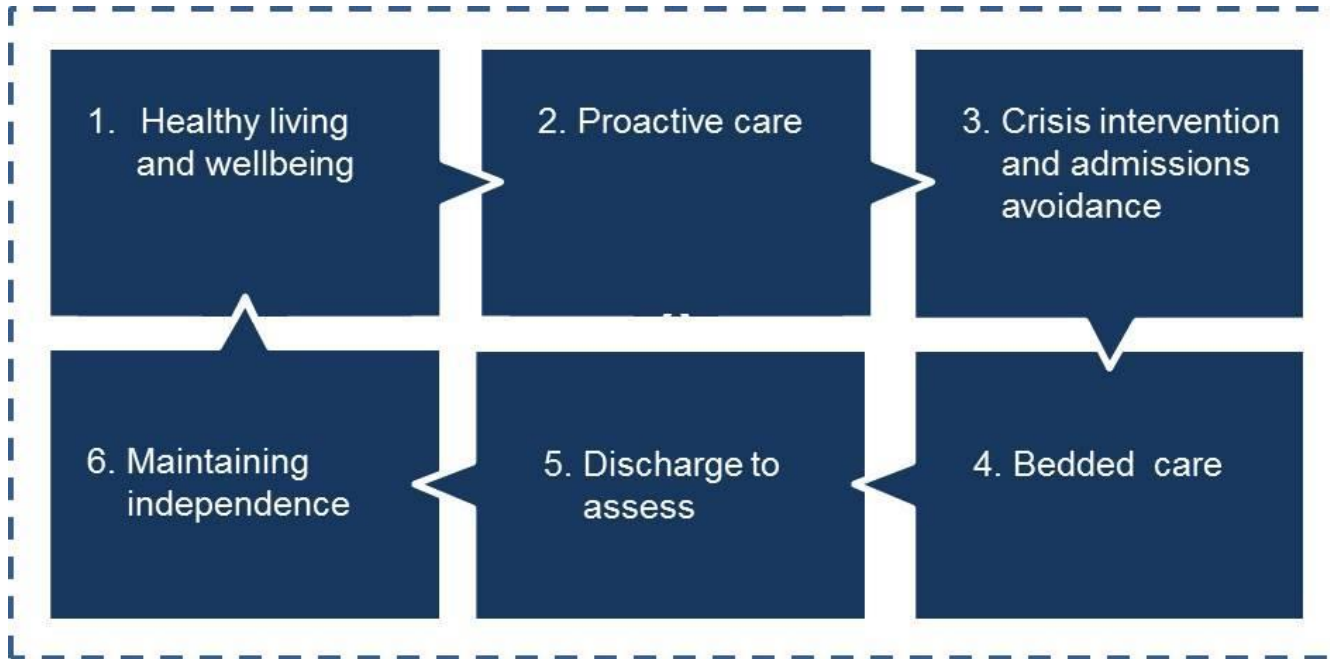 1. Healthy living
and wellbeing
2. Proactive care
3. Crisis intervention
and admissions
avoidance
6. Maintaining
independence
5. Discharge to
assess
4. Bedded care